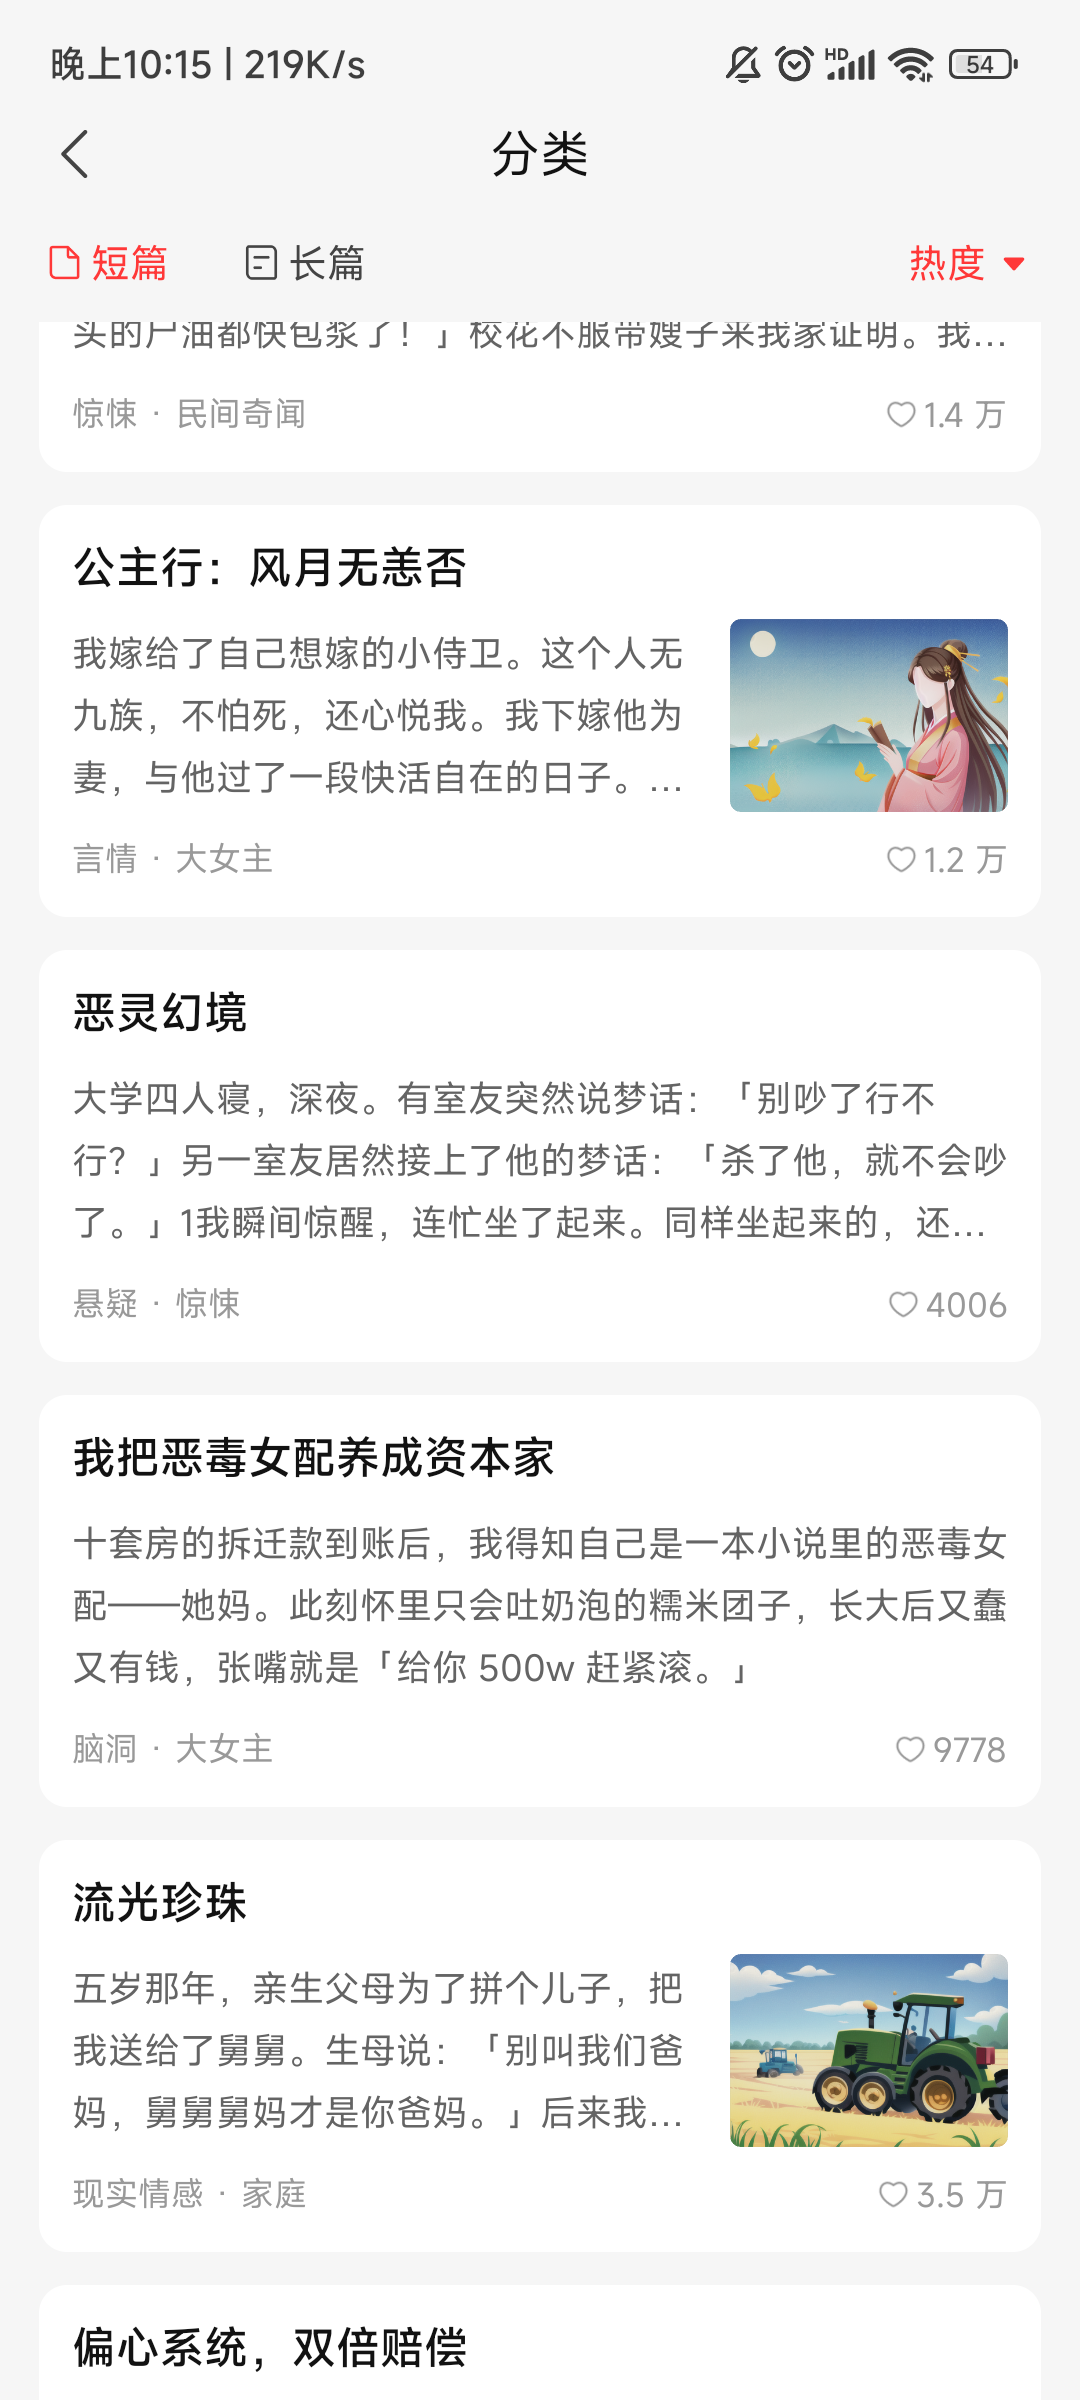 晚上10:15 | 219K/s
HD
54
分类
短篇
长篇
热度
买的尸油都快包浆了！」校花不服带嫂子来我家证明。我...
惊悚 · 民间奇闻
1.4 万
公主行：风月无恙否
我嫁给了自己想嫁的小侍卫。这个人无
九族，不怕死，还心悦我。我下嫁他为
妻，与他过了一段快活自在的日子。...
言情 · 大女主
1.2 万
恶灵幻境
大学四人寝，深夜。有室友突然说梦话：「别吵了行不
行？」另一室友居然接上了他的梦话：「杀了他，就不会吵
了。」1我瞬间惊醒，连忙坐了起来。同样坐起来的，还...
悬疑 · 惊悚
4006
我把恶毒女配养成资本家
十套房的拆迁款到账后，我得知自己是一本小说里的恶毒女
配——她妈。此刻怀里只会吐奶泡的糯米团子，长大后又蠢
又有钱，张嘴就是「给你 500w 赶紧滚。」
脑洞 · 大女主
9778
流光珍珠
五岁那年，亲生父母为了拼个儿子，把
我送给了舅舅。生母说：「别叫我们爸
妈，舅舅舅妈才是你爸妈。」后来我...
现实情感 · 家庭
3.5 万
偏心系统，双倍赔偿